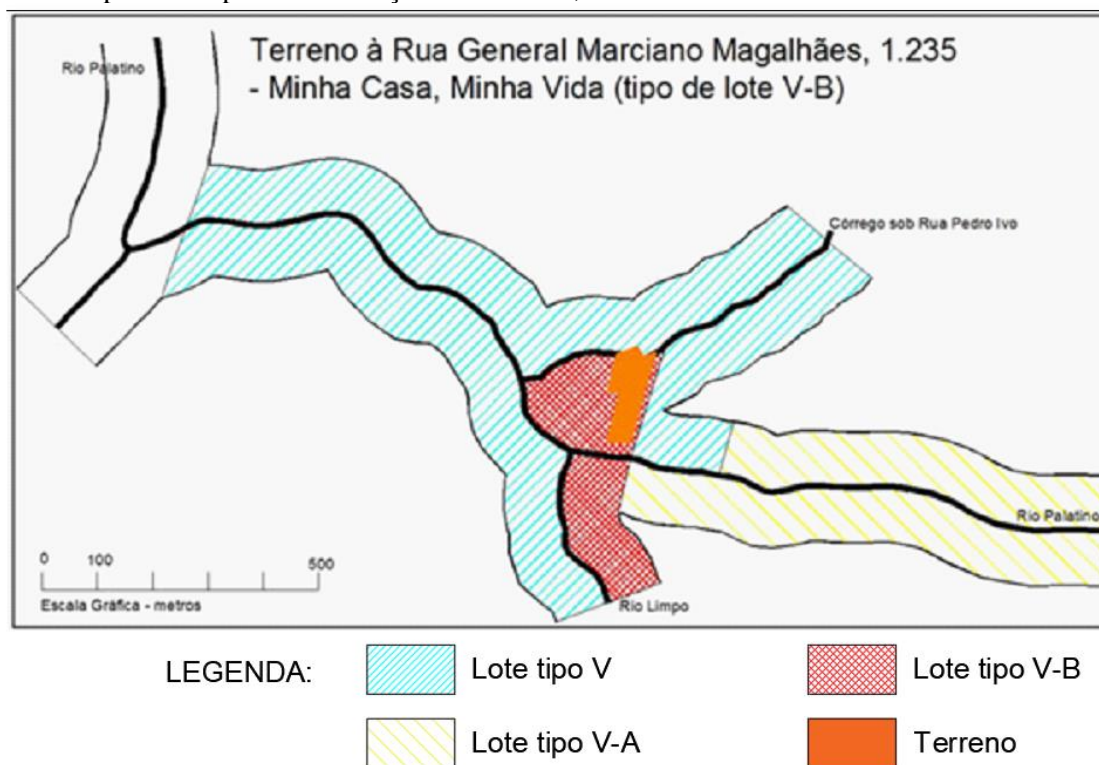 Terreno à Rua General Marciano Magalhães, 1.235
- Minha Casa, Minha Vida (tipo de lote V-B)
Rio Palatino
Córrego sob Rua Pedro Ivo
Rio Palatino
0 100 500
Escala Gráfica - metros
Rio Limpo
LEGENDA:
Lote tipo V
Lote tipo V-B
Lote tipo V-A
Terreno